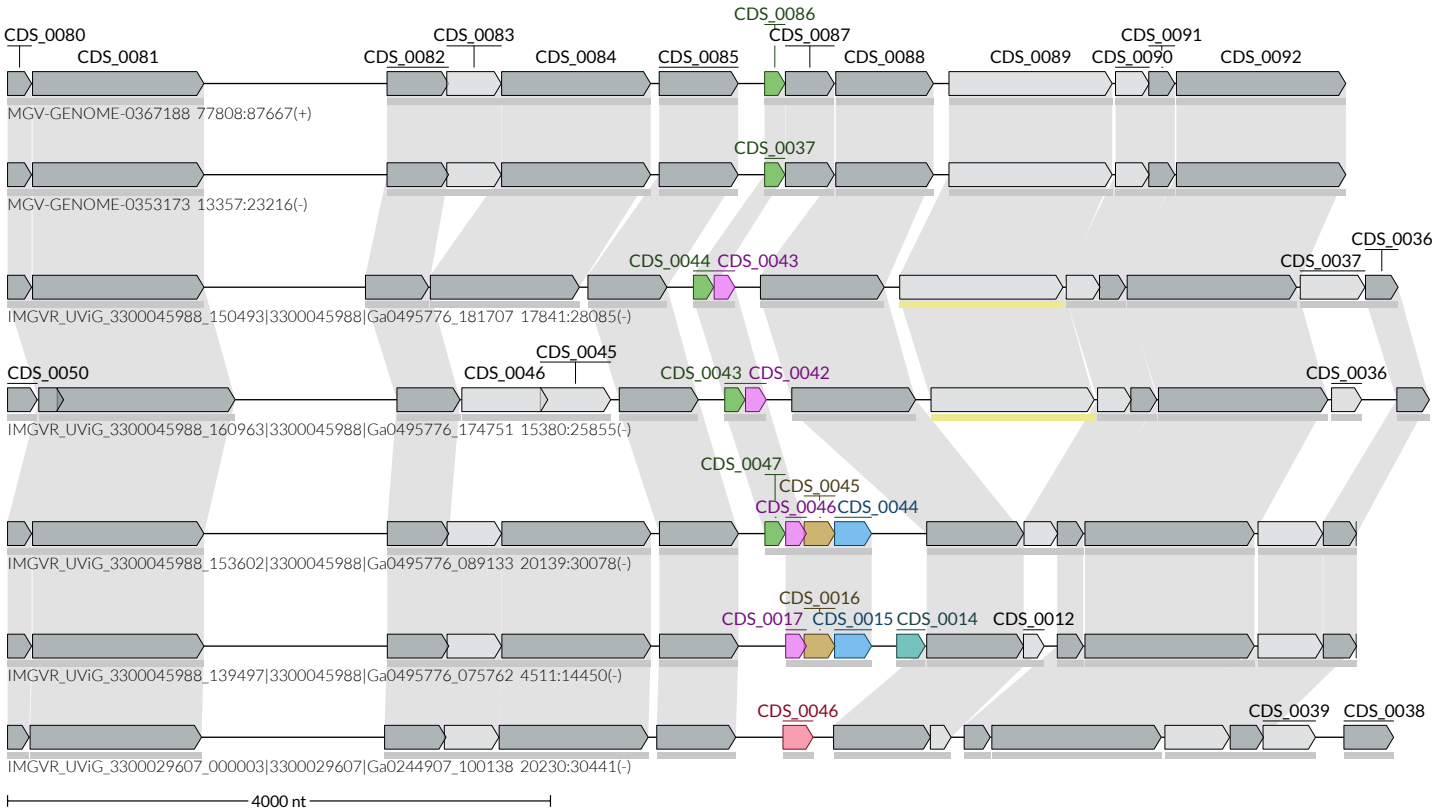 CDS_0086
CDS_0080 CDS_0083 CDS_0087 CDS_0091
CDS_0081 CDS_0082 CDS_0084 CDS_0085 CDS_0088 CDS_0089 CDS_0090 CDS_0092
MGV-GENOME-0367188 77808:87667(+)
CDS_0037
MGV-GENOME-0353173 13357:23216(-)
CDS_0036
CDS_0044 CDS_0043 CDS_0037
IMGVR_UViG_3300045988_150493|3300045988|Ga0495776_181707 17841:28085(-)
CDS_0045
CDS_0050 CDS_0046 CDS_0043 CDS_0042 CDS_0036
IMGVR_UViG_3300045988_160963|3300045988|Ga0495776_174751 15380:25855(-)
CDS_0047
CDS_0045
CDS_0046 CDS_0044
IMGVR_UViG_3300045988_153602|3300045988|Ga0495776_089133 20139:30078(-)
CDS_0016
CDS_0017 CDS_0015 CDS_0014 CDS_0012
IMGVR_UViG_3300045988_139497|3300045988|Ga0495776_075762 4511:14450(-)
CDS_0046 CDS_0039 CDS_0038
IMGVR_UViG_3300029607_000003|3300029607|Ga0244907_100138 20230:30441(-)
4000 nt